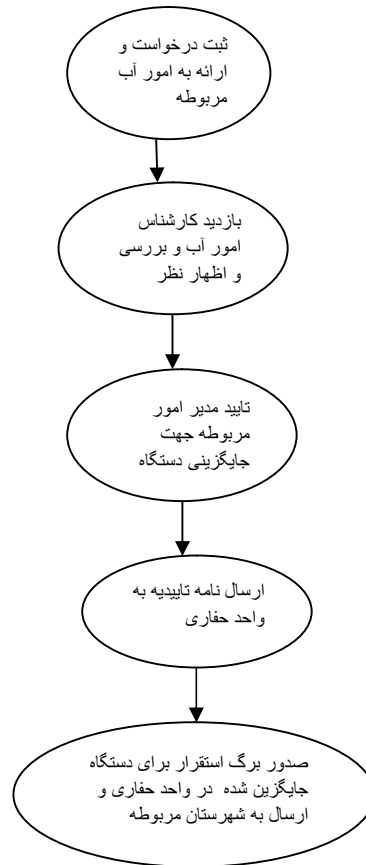 ثبت درخواست و
ارائه به امور آب
مربوطه
بازدید کارشناس
امور آب و بررسی
و اظهار نظر
تایید مدیر امور
مربوطه جهت
جایگزینی دستگاه
ارسال نامه تاییدیه به
واحد حفاری
صدور برگ استقرار برای دستگاه
جایگزین شده در واحد حفاری و
ارسال به شهرستان مربوطه